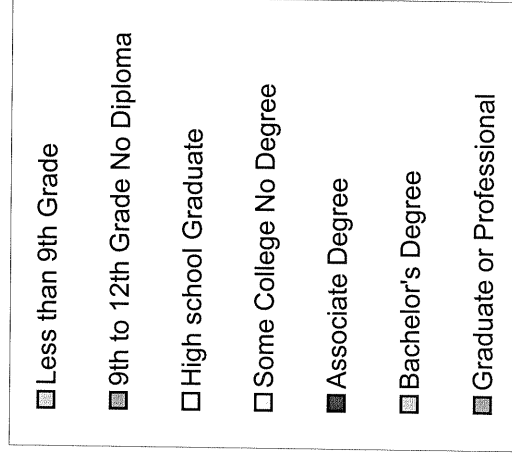 Less than 9th Grade
9th to 12th Grade No Diploma
High school Graduate
Some College No Degree
Associate Degree
Bachelor's Degree
Graduate or Professional